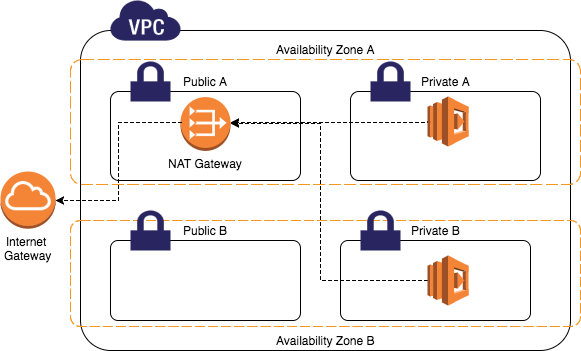 VPC
Availability Zone A
Public A
Private A
NAT Gateway
Internet
Gateway
Public B
Private B
Availability Zone B